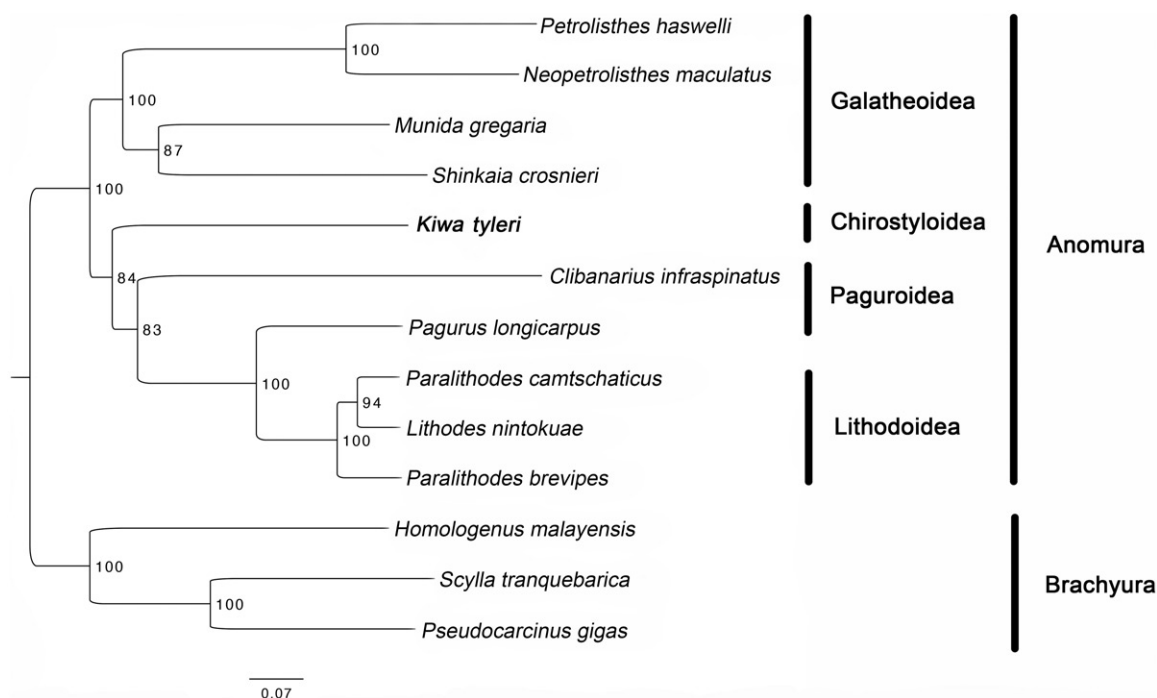 Petrolisthes haswelli
100
Neopetrolisthes maculatus
Galatheoidea
100
Munida gregaria
87
Shinkaia crosnieri
100
Kiwa tyleri
Chirostyloidea
Anomura
84
Clibanarius infraspinatus
Paguroidea
83
Pagurus longicarpus
100
Paralithodes camtschaticus
94
Lithodes nintokuae
Lithodoidea
100
Paralithodes brevipes
Homologenus malayensis
100
Scylla tranquebarica
Brachyura
100
Pseudocarcinus gigas
0.07